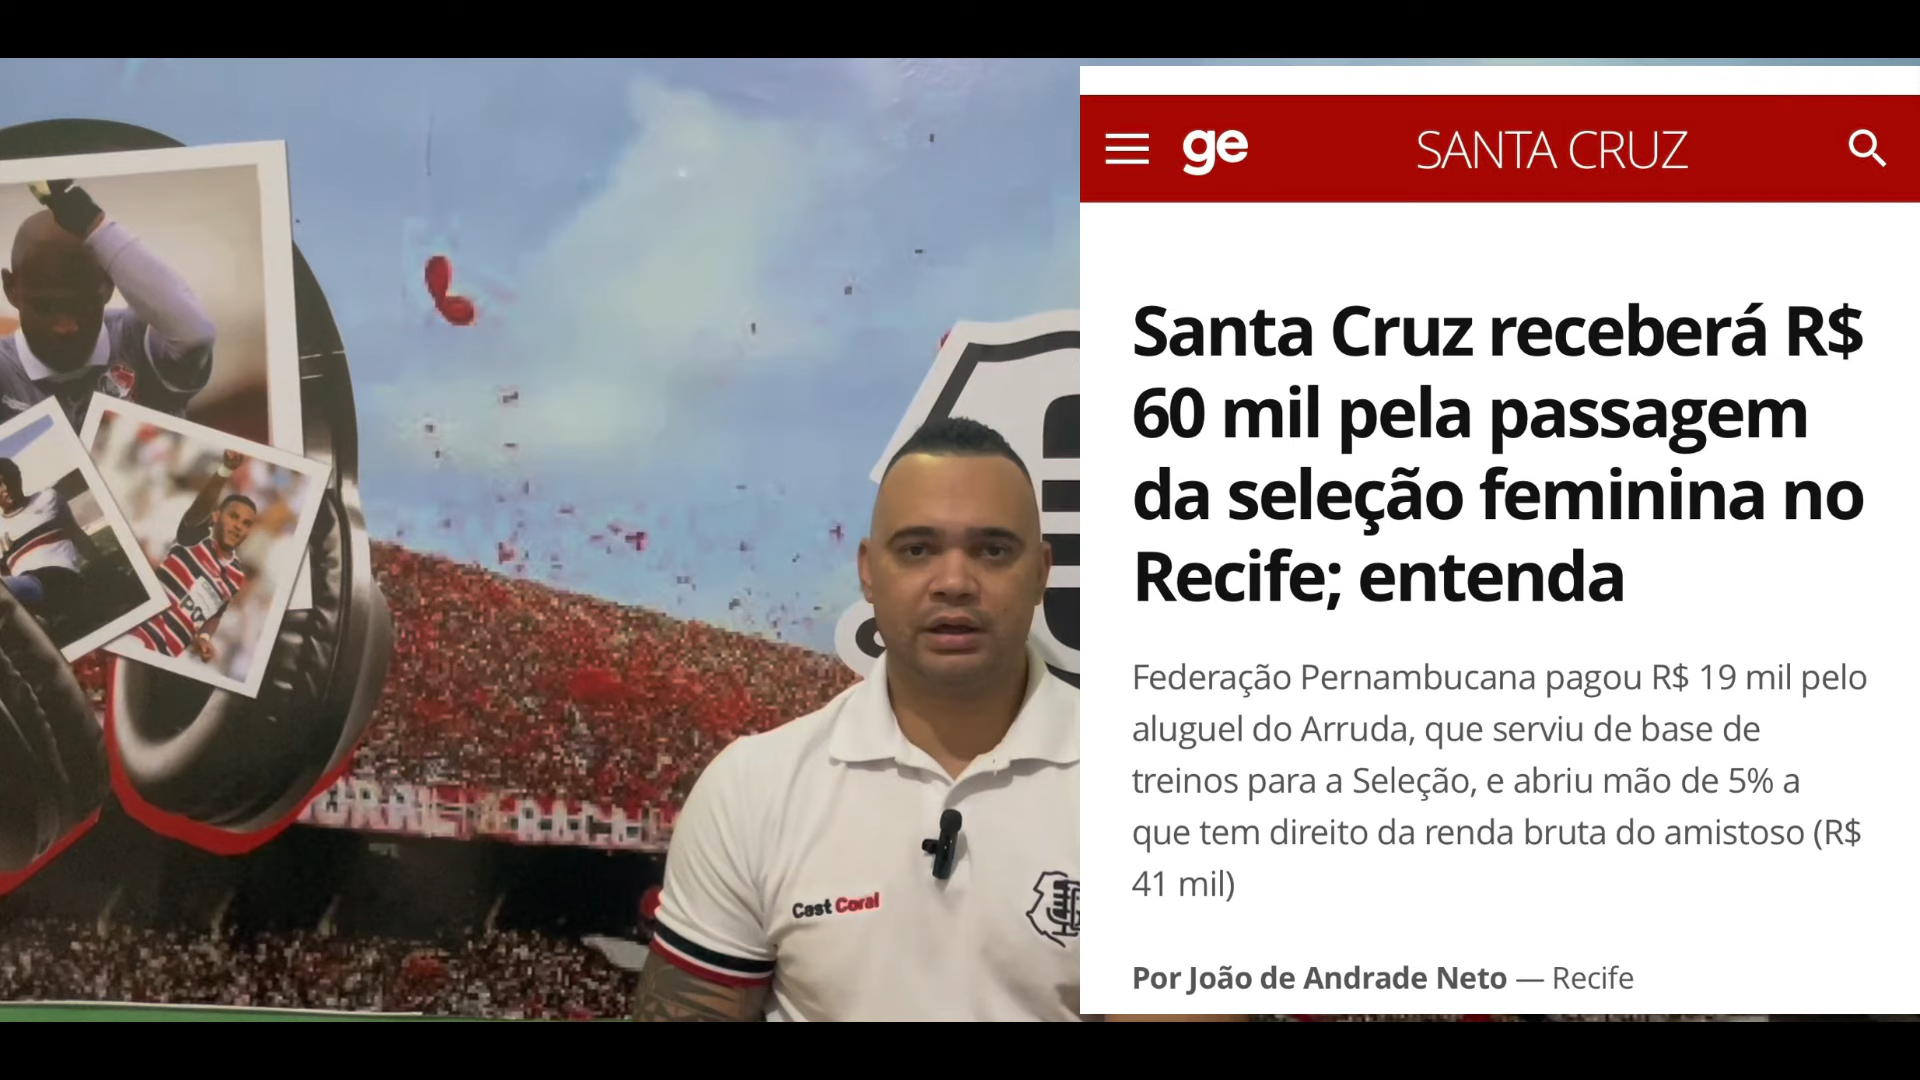 ge
SANTA CRUZ
Santa Cruz receberá R$
60 mil pela passagem
da seleção feminina no
Recife; entenda
Federação Pernambucana pagou R$ 19 mil pelo
aluguel do Arruda, que serviu de base de
treinos para a Seleção, e abriu mão de 5% a
que tem direito da renda bruta do amistoso (R$
41 mil)
Por João de Andrade Neto — Recife
Cast Coral